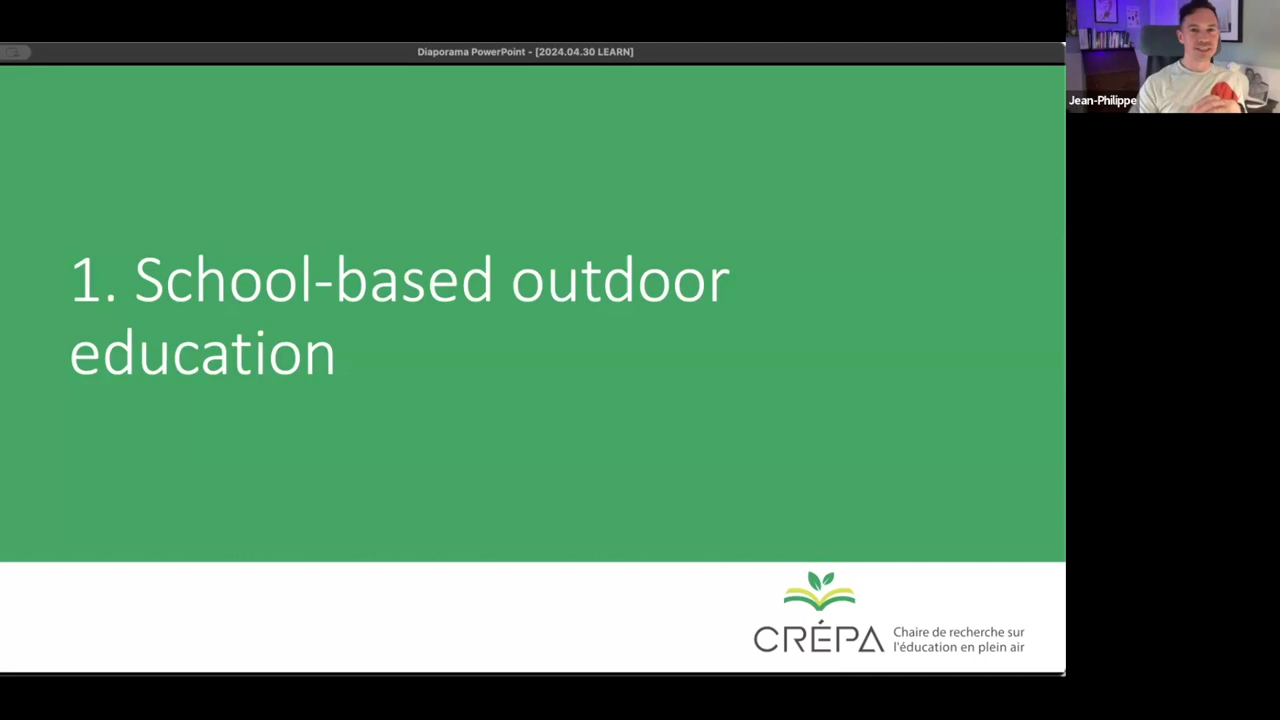 Diaporama PowerPoint - [2024.04.30 LEARN]
Jean-Philippe
1. School-based outdoor
education
CRÉPA
Chaire de recherche sur
l'éducation en plein air